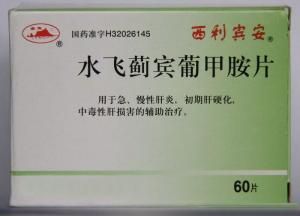 国药准字H32026145
西利宾安®
®
水飞蓟宾葡甲胺片
用于急、慢性肝炎，初期肝硬化，
中毒性肝损害的辅助治疗。
60片